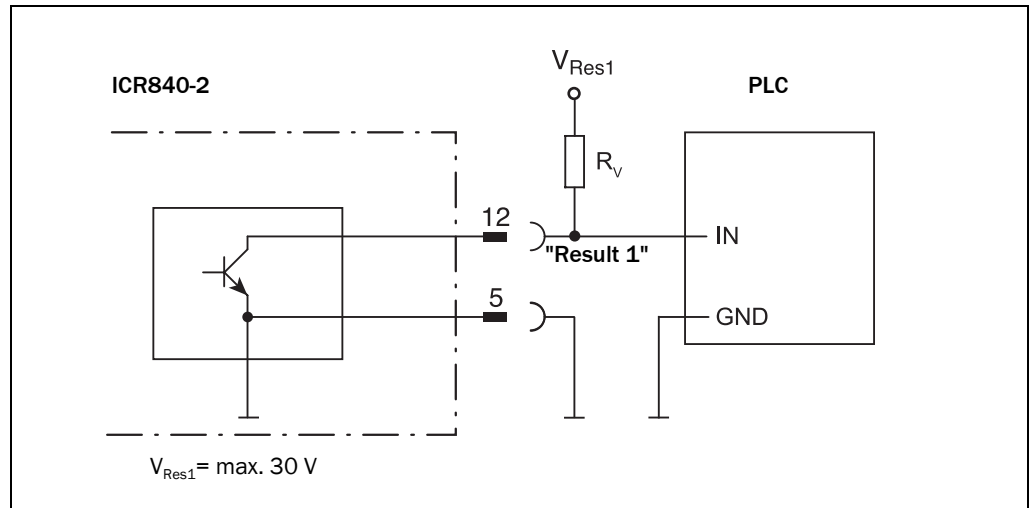 V_Res1
ICR840-2
PLC
R_V
12
"Result 1"
IN
5
GND
V_Res1= max. 30 V